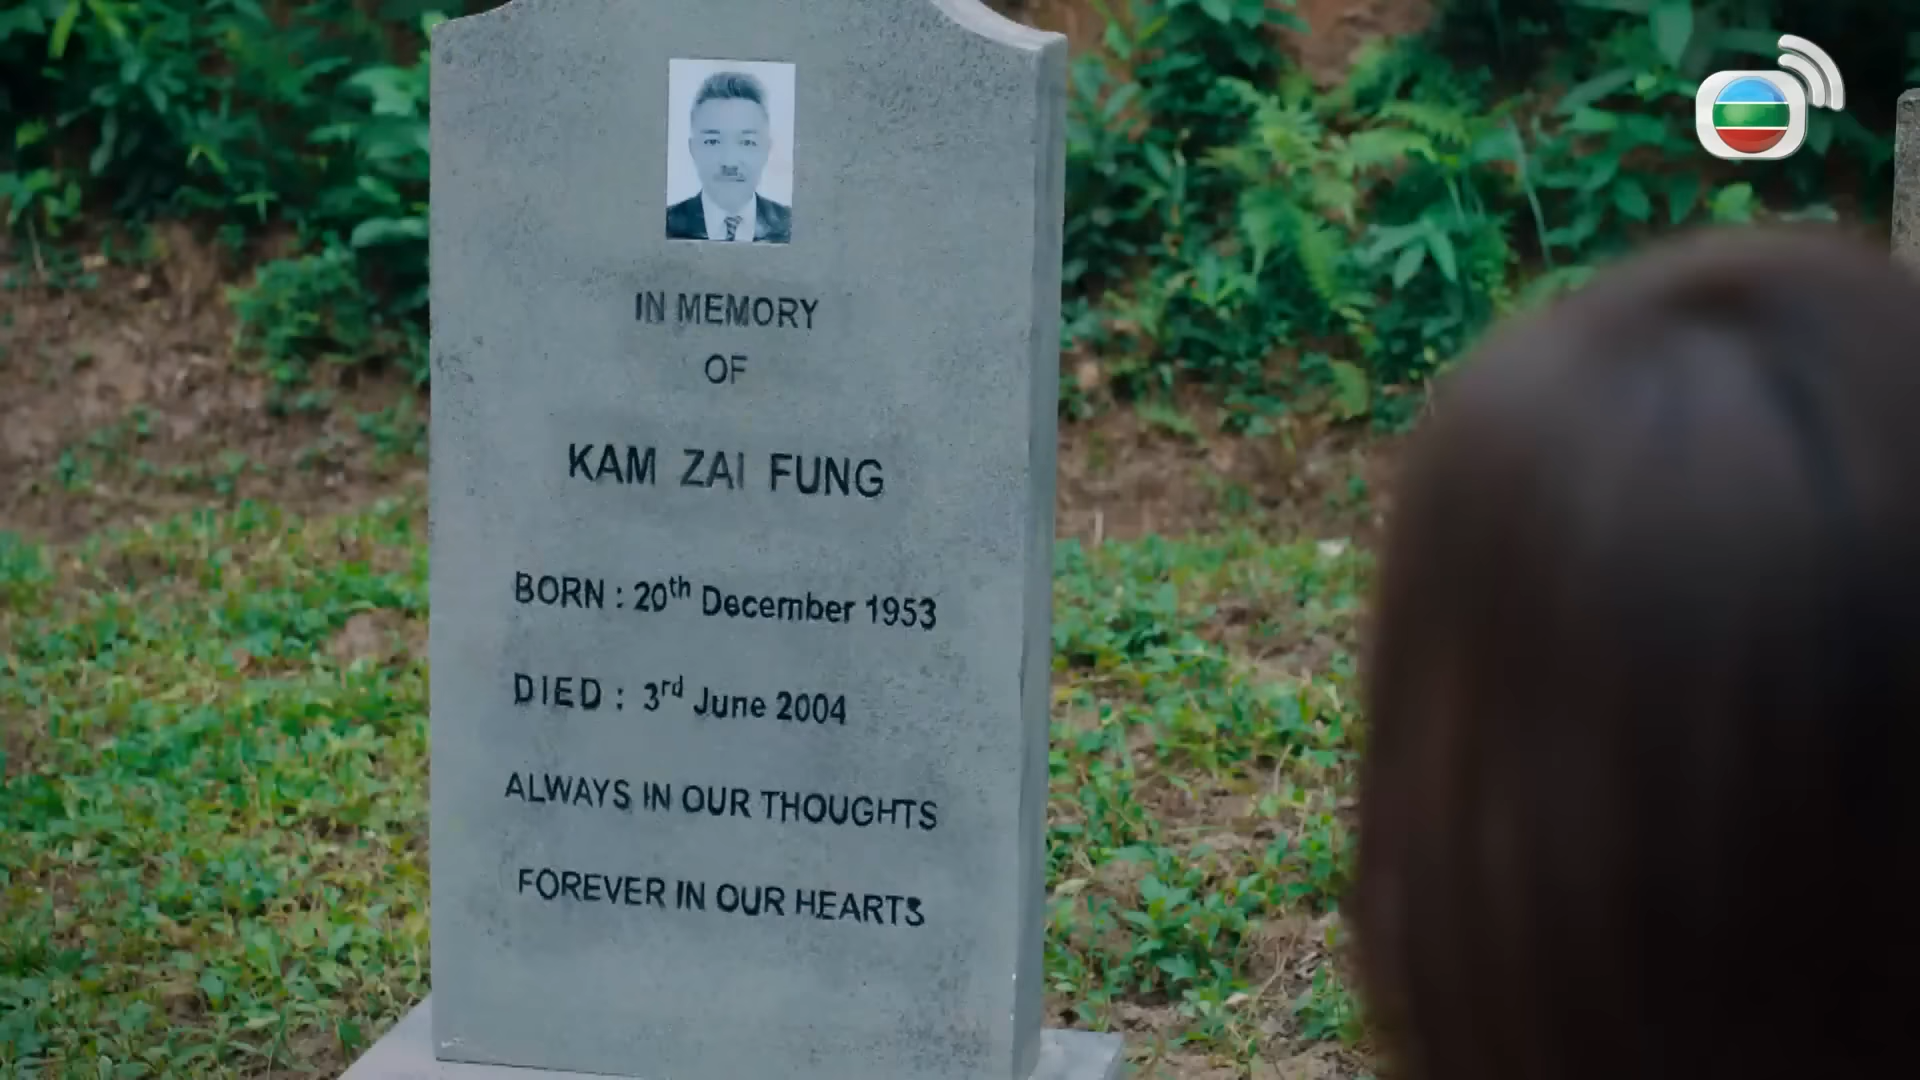 IN MEMORY
OF
KAM ZAI FUNG
BORN : 20th December 1953
DIED : 3rd June 2004
ALWAYS IN OUR THOUGHTS
FOREVER IN OUR HEARTS